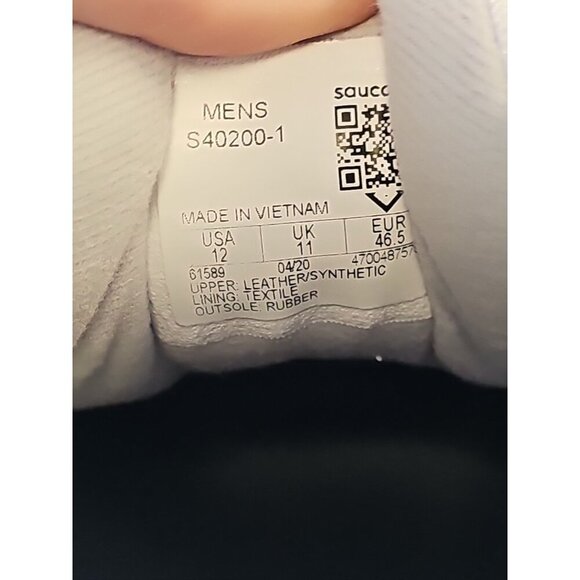 MENS
S40200-1
sauco
MADE IN VIETNAM
USA UK EUR
12 11 46.5
61589 04/20 47004875
UPPER: LEATHER/SYNTHETIC
LINING: TEXTILE
OUTSOLE: RUBBER